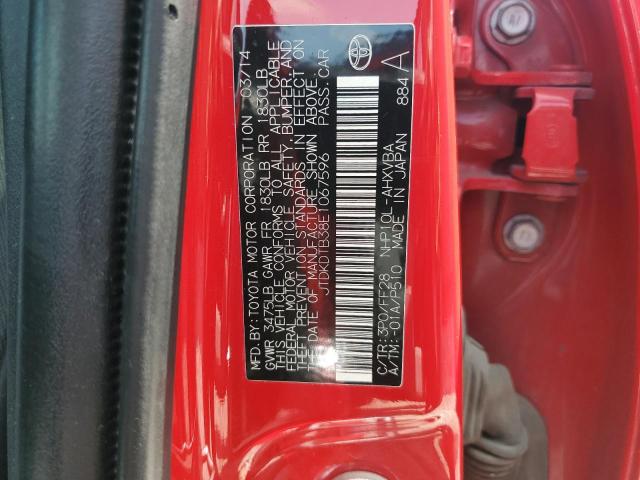 MFD.BY:TOYOTA MOTOR CORPORATION 03/14
GVWR 3475LB GAWR FR 1830LB RR 1830LB
THIS VEHICLE CONFORMS TO ALL APPLICABLE
FEDERAL MOTOR VEHICLE SAFETY,BUMPER,AND
THEFT PREVENTION STANDARDS IN EFFECT ON
THE DATE OF MANUFACTURE SHOWN ABOVE.
JTDKDTB38E1067596 PASS.CAR
C/TR:3P0/FF28 NHP10L-AHXVBA
A/TM:-01A/P510 MADE IN JAPAN 884A